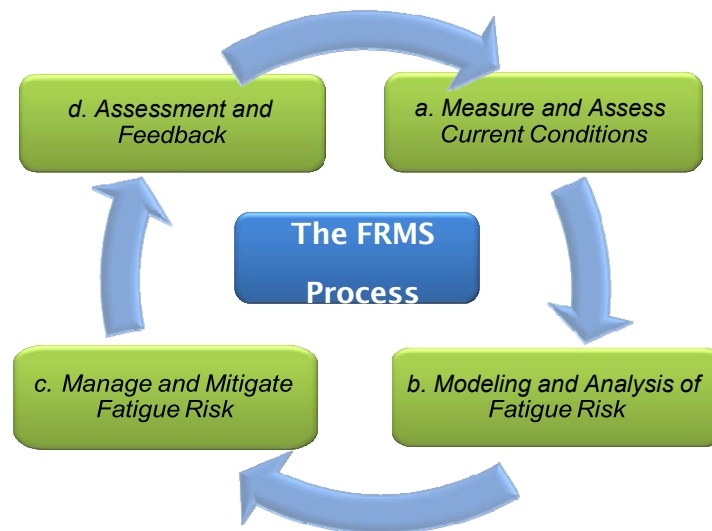 d. Assessment and
Feedback
a. Measure and Assess
Current Conditions
The FRMS
Process
c. Manage and Mitigate
Fatigue Risk
b. Modeling and Analysis of
Fatigue Risk